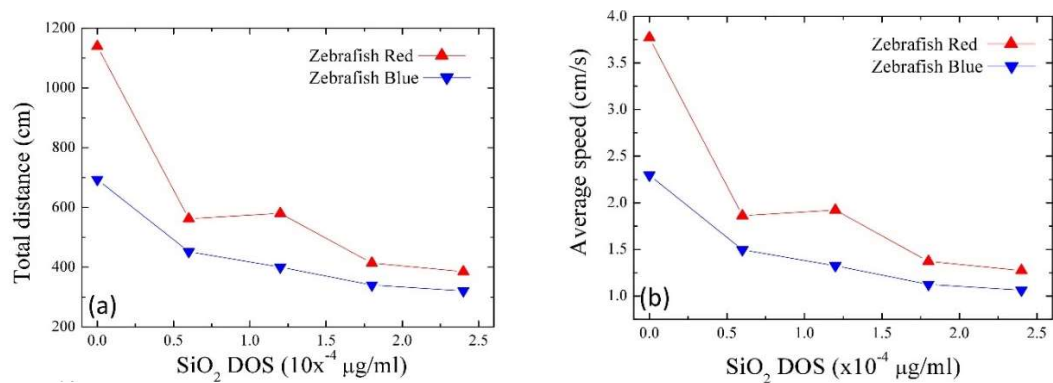 1200
1000
800
600
400
200
Total distance (cm)
Zebrafish Red
Zebrafish Blue
(a)
0.0 0.5 1.0 1.5 2.0 2.5
SiO₂ DOS (10x⁻⁴ μg/ml)
4.0
3.5
3.0
2.5
2.0
1.5
1.0
Average speed (cm/s)
Zebrafish Red
Zebrafish Blue
(b)
0.0 0.5 1.0 1.5 2.0 2.5
SiO₂ DOS (x10⁻⁴ μg/ml)